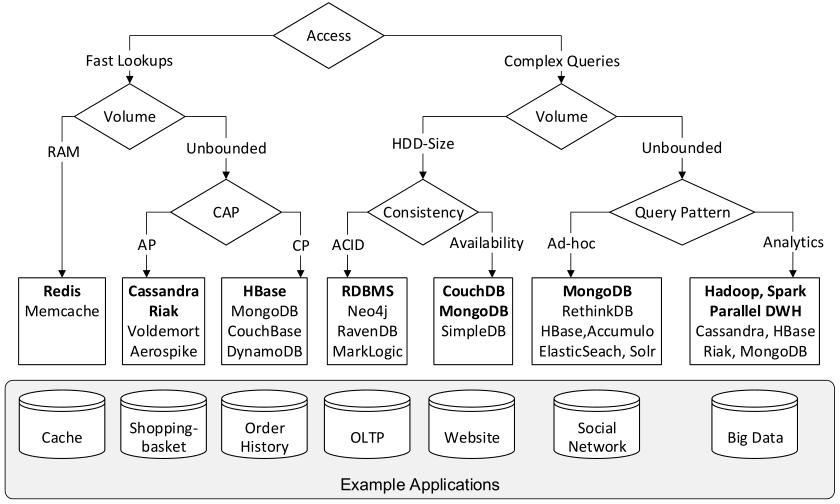 Access
Fast Lookups
Complex Queries
Volume
Volume
RAM
Unbounded
HDD-Size
Unbounded
CAP
Consistency
Query Pattern
AP
CP
ACID
Availability
Ad-hoc
Analytics
Redis
Memcache
Cassandra
Riak
Voldemort
Aerospike
HBase
MongoDB
CouchBase
DynamoDB
RDBMS
Neo4j
RavenDB
MarkLogic
CouchDB
MongoDB
SimpleDB
MongoDB
RethinkDB
HBase,Accumulo
ElasticSeach, Solr
Hadoop, Spark
Parallel DWH
Cassandra, HBase
Riak, MongoDB
Cache
Shopping-
basket
Order
History
OLTP
Website
Social
Network
Big Data
Example Applications